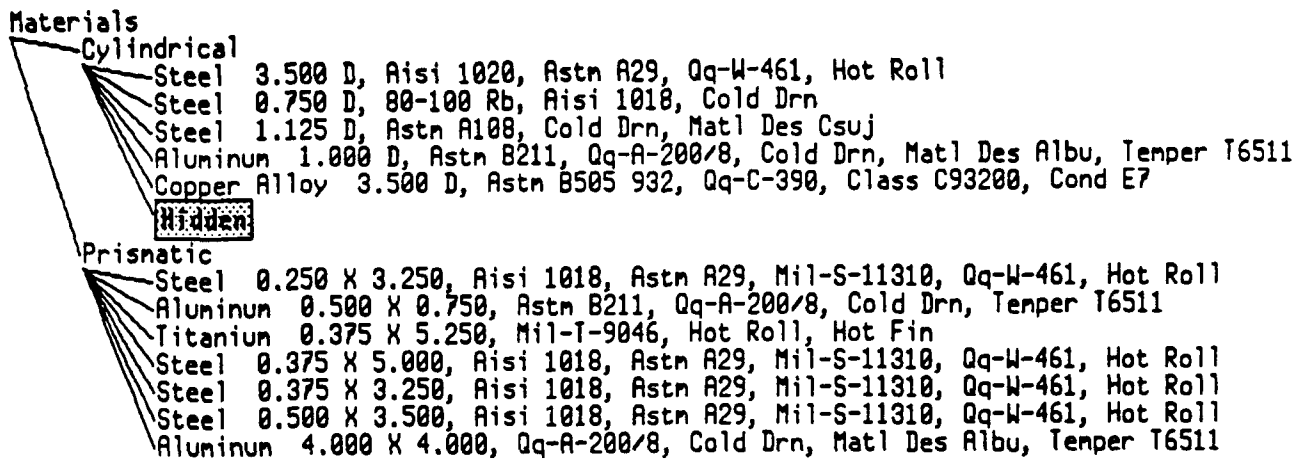 Materials
Cylindrical
Steel 3.500 D, Aisi 1020, Astm A29, Qq-W-461, Hot Roll
Steel 0.750 D, 80-100 Rb, Aisi 1018, Cold Drn
Steel 1.125 D, Astm A108, Cold Drn, Matl Des Csuj
Aluminum 1.000 D, Astm B211, Qq-A-200/8, Cold Drn, Matl Des Albu, Temper T6511
Copper Alloy 3.500 D, Astm B505 932, Qq-C-390, Class C93200, Cond E7
Hidden
Prismatic
Steel 0.250 X 3.250, Aisi 1018, Astm A29, Mil-S-11310, Qq-W-461, Hot Roll
Aluminum 0.500 X 0.750, Astm B211, Qq-A-200/8, Cold Drn, Temper T6511
Titanium 0.375 X 5.250, Mil-T-9046, Hot Roll, Hot Fin
Steel 0.375 X 5.000, Aisi 1018, Astm A29, Mil-S-11310, Qq-W-461, Hot Roll
Steel 0.375 X 3.250, Aisi 1018, Astm A29, Mil-S-11310, Qq-W-461, Hot Roll
Steel 0.500 X 3.500, Aisi 1018, Astm A29, Mil-S-11310, Qq-W-461, Hot Roll
Aluminum 4.000 X 4.000, Qq-A-200/8, Cold Drn, Matl Des Albu, Temper T6511